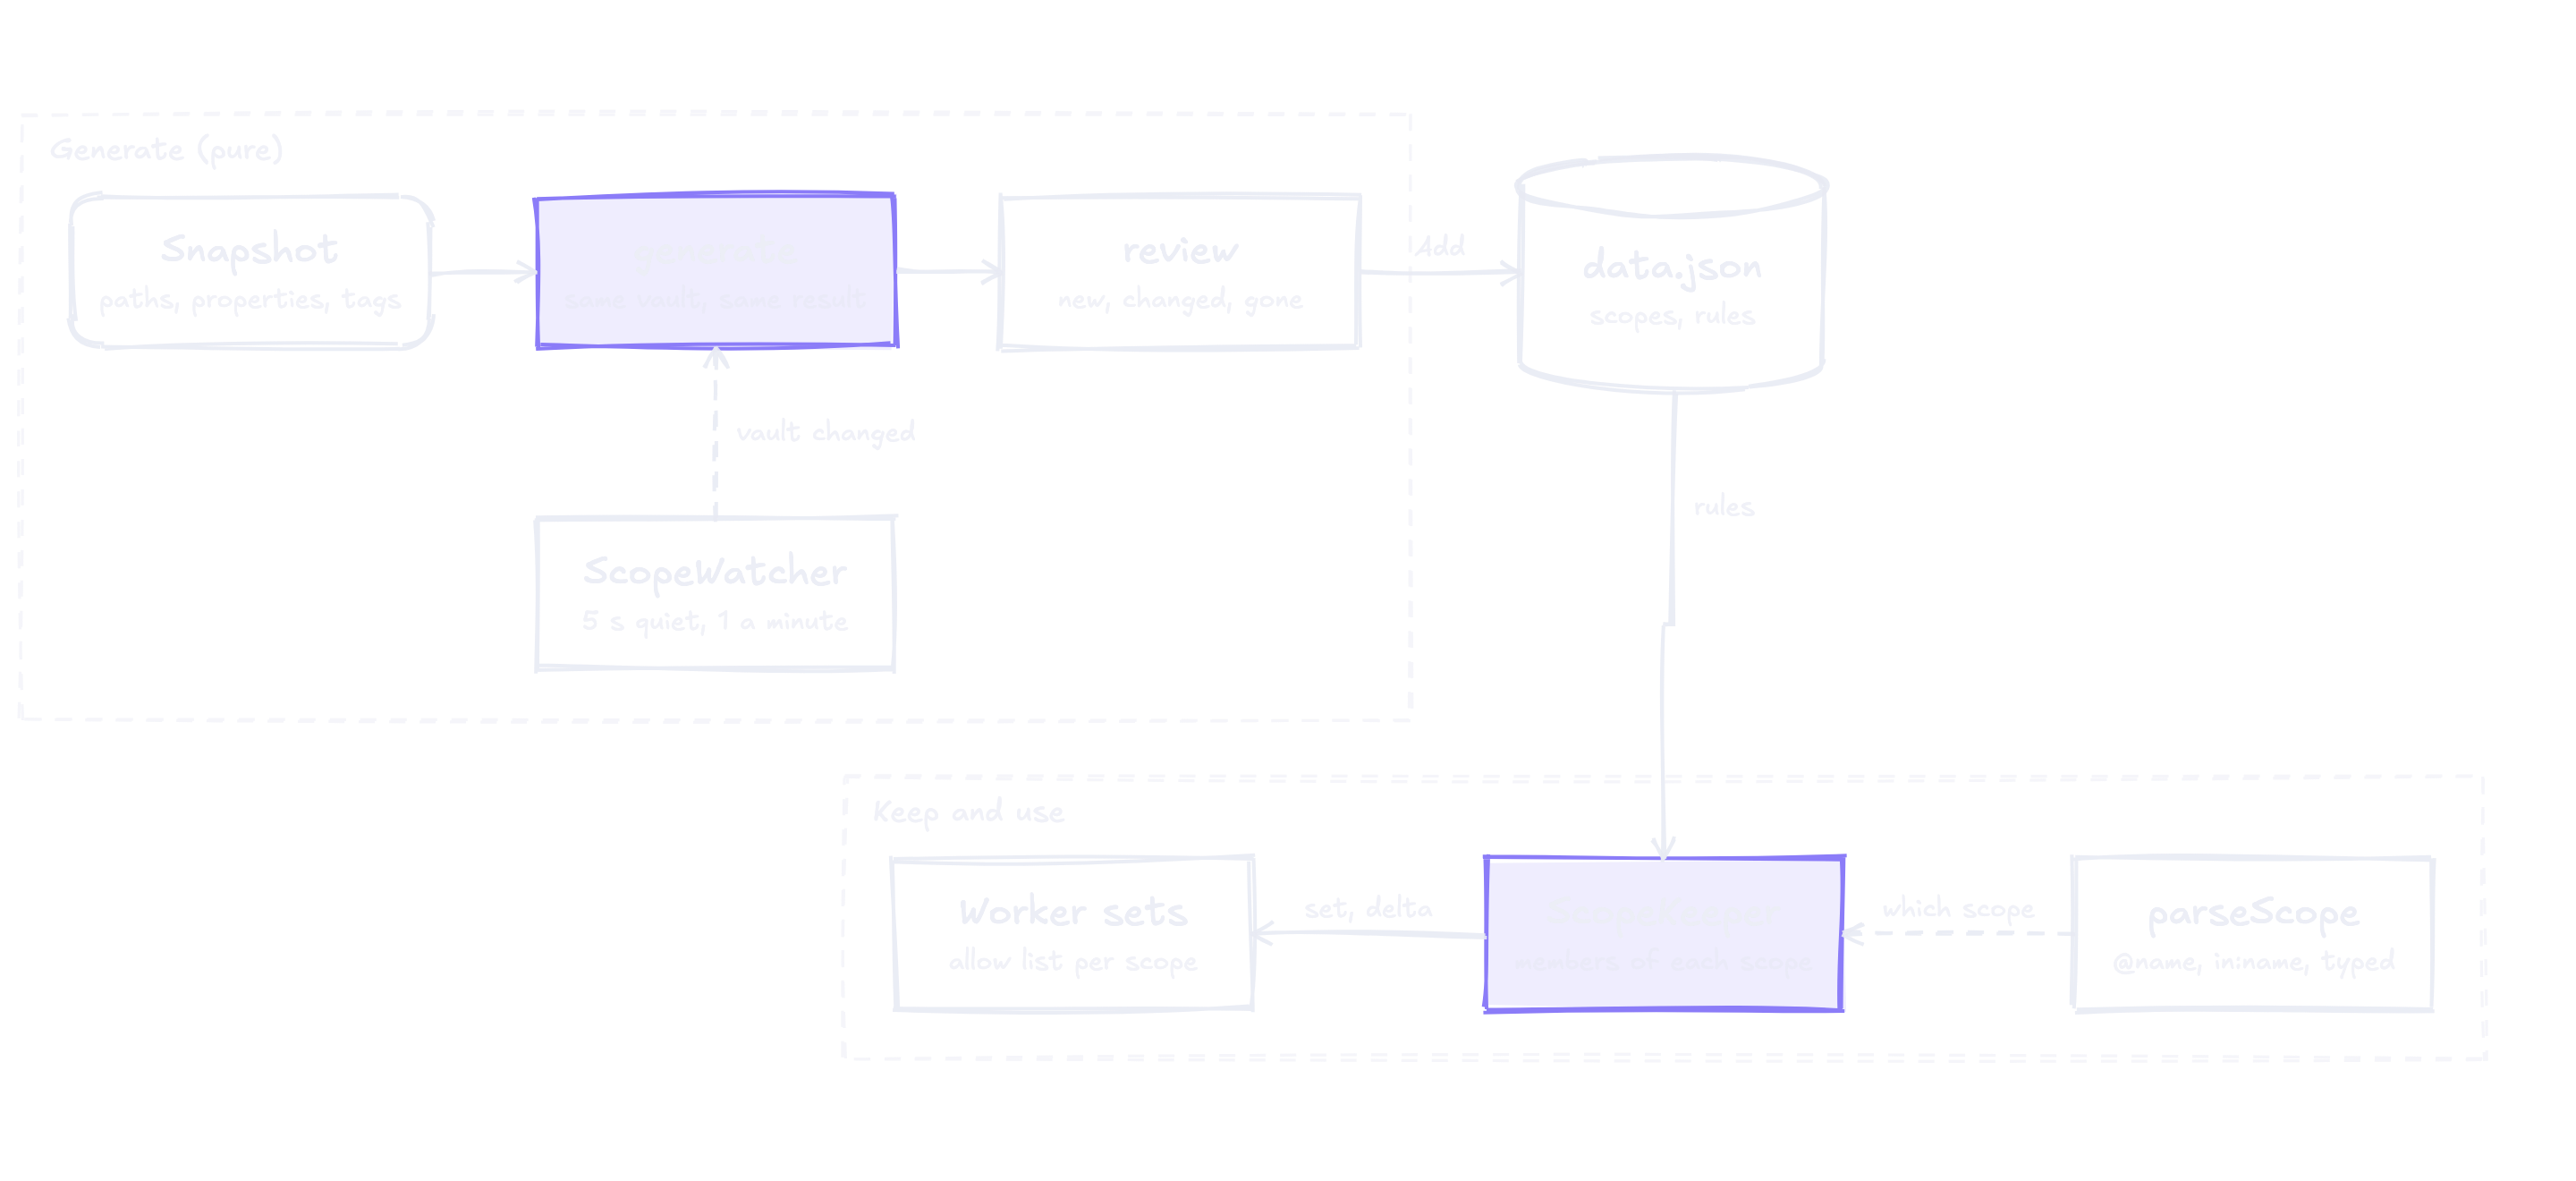 Generate (pure)
Snapshot
paths, properties, tags
generate
same vault, same result
review
new, changed, gone
Add
data.json
scopes, rules
vault changed
rules
ScopeWatcher
5 s quiet, 1 a minute
Keep and use
Worker sets
allow list per scope
set, delta
ScopeKeeper
members of each scope
which scope
parseScope
@name, in:name, typed